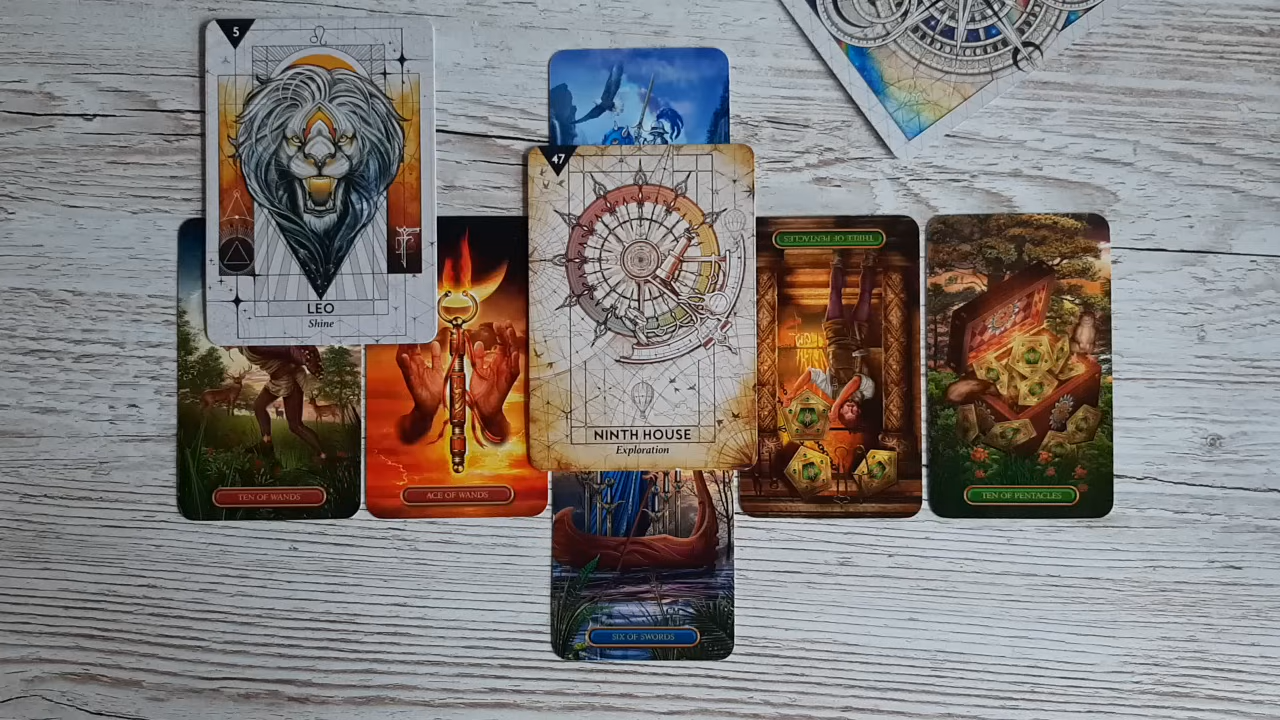 5
LEO
Shine
47
NINTH HOUSE
Exploration
THREE OF PENTACLES
TEN OF WANDS
ACE OF WANDS
TEN OF PENTACLES
SIX OF SWORDS